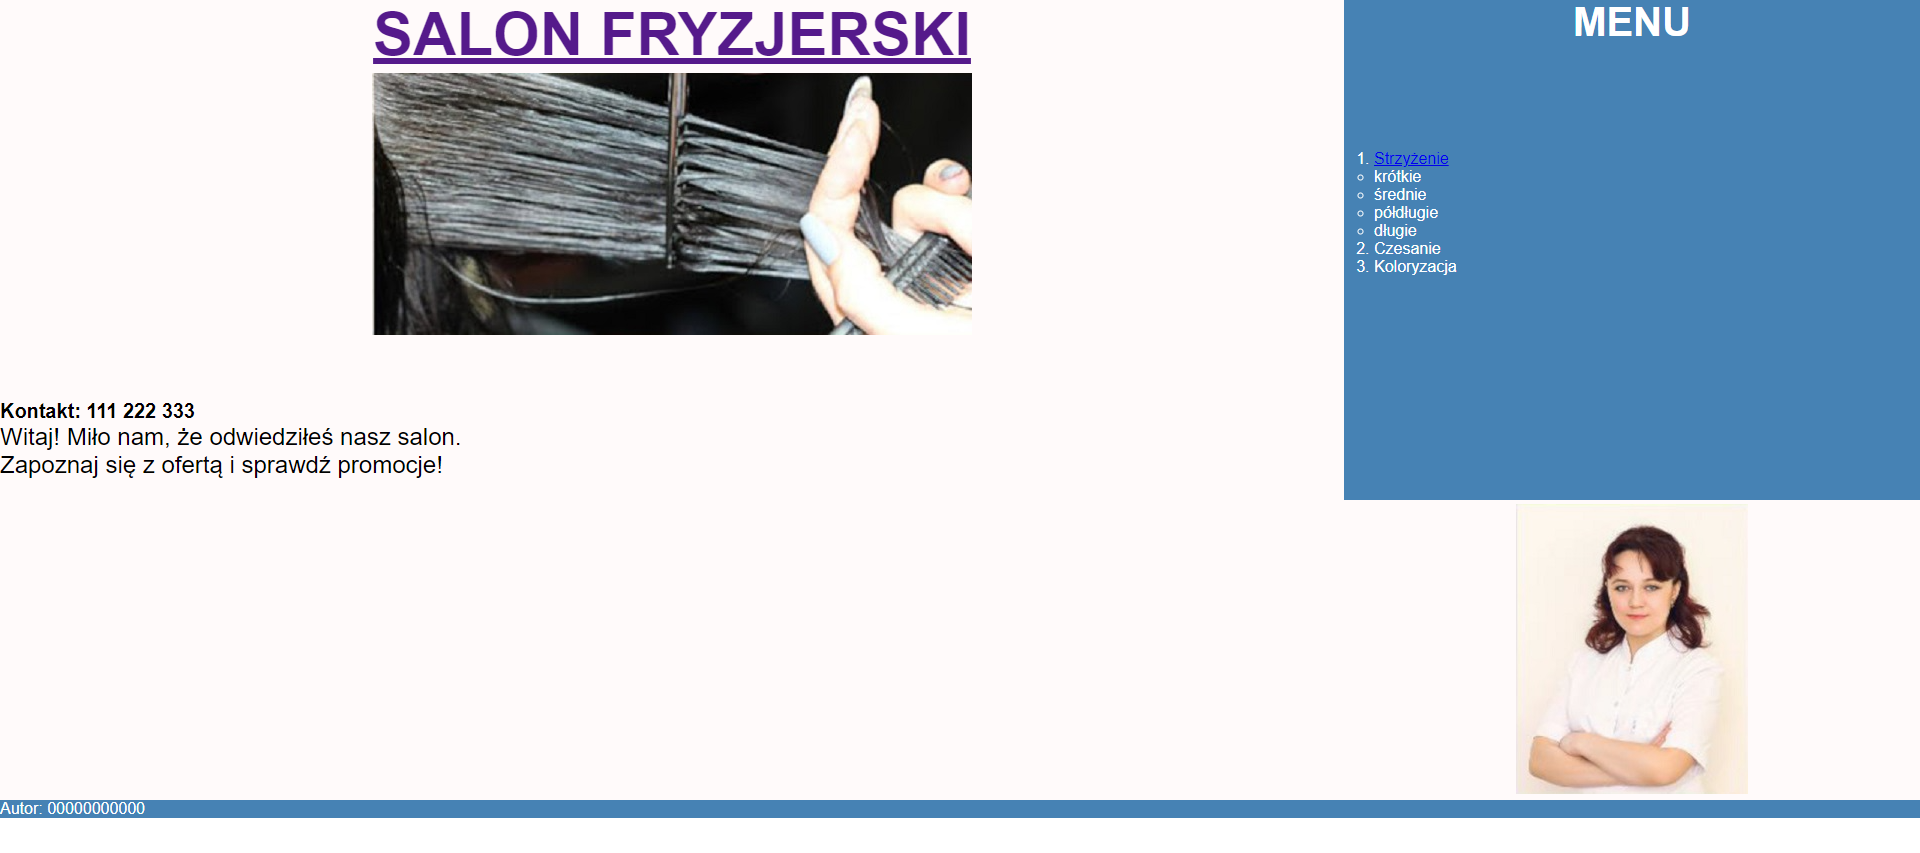 SALON FRYZJERSKI
Kontakt: 111 222 333
Witaj! Miło nam, że odwiedziłeś nasz salon.
Zapoznaj się z ofertą i sprawdź promocje!
MENU
1. Strzyżenie
krótkie
średnie
półdługie
długie
2. Czesanie
3. Koloryzacja
Autor: 00000000000